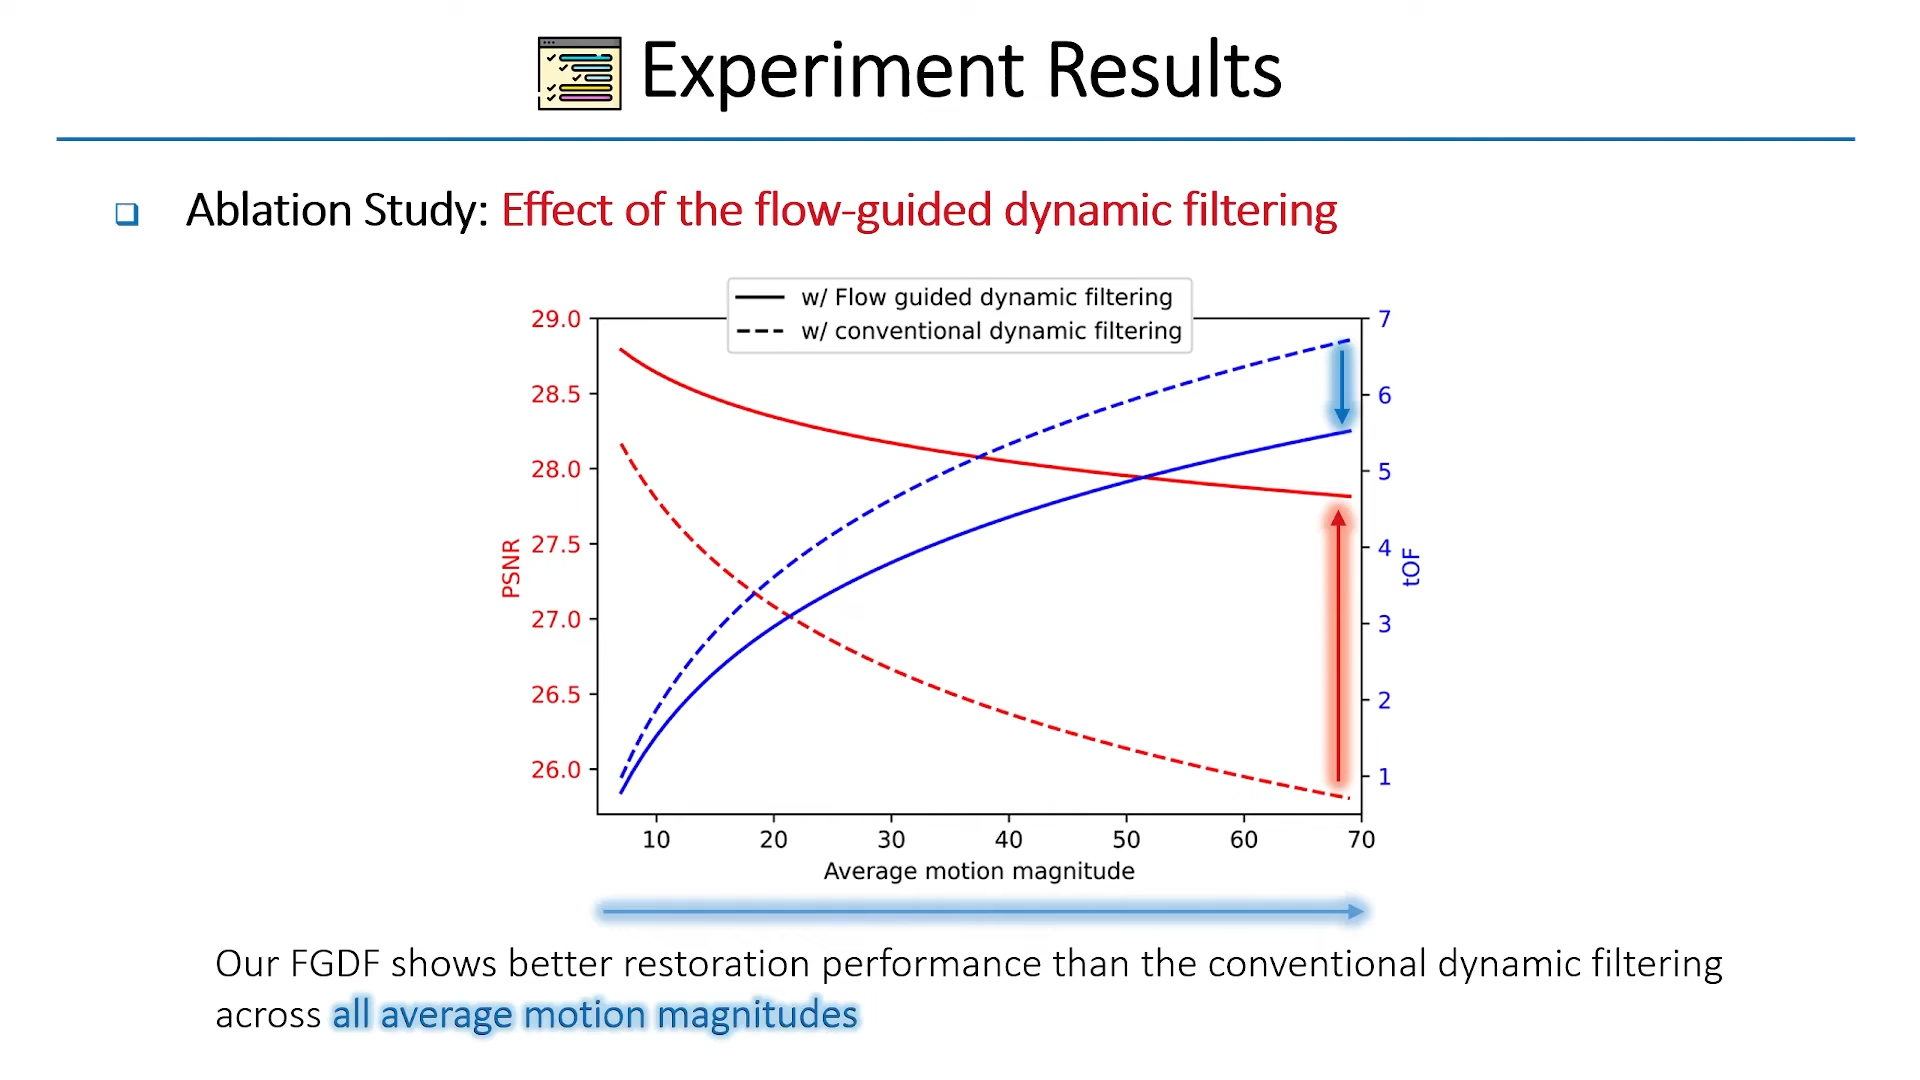 Experiment Results
Ablation Study: Effect of the flow-guided dynamic filtering
w/ Flow guided dynamic filtering
w/ conventional dynamic filtering
29.0
28.5
28.0
27.5
27.0
26.5
26.0
PSNR
7
6
5
4
3
2
1
tOF
10 20 30 40 50 60 70
Average motion magnitude
Our FGDF shows better restoration performance than the conventional dynamic filtering
across all average motion magnitudes